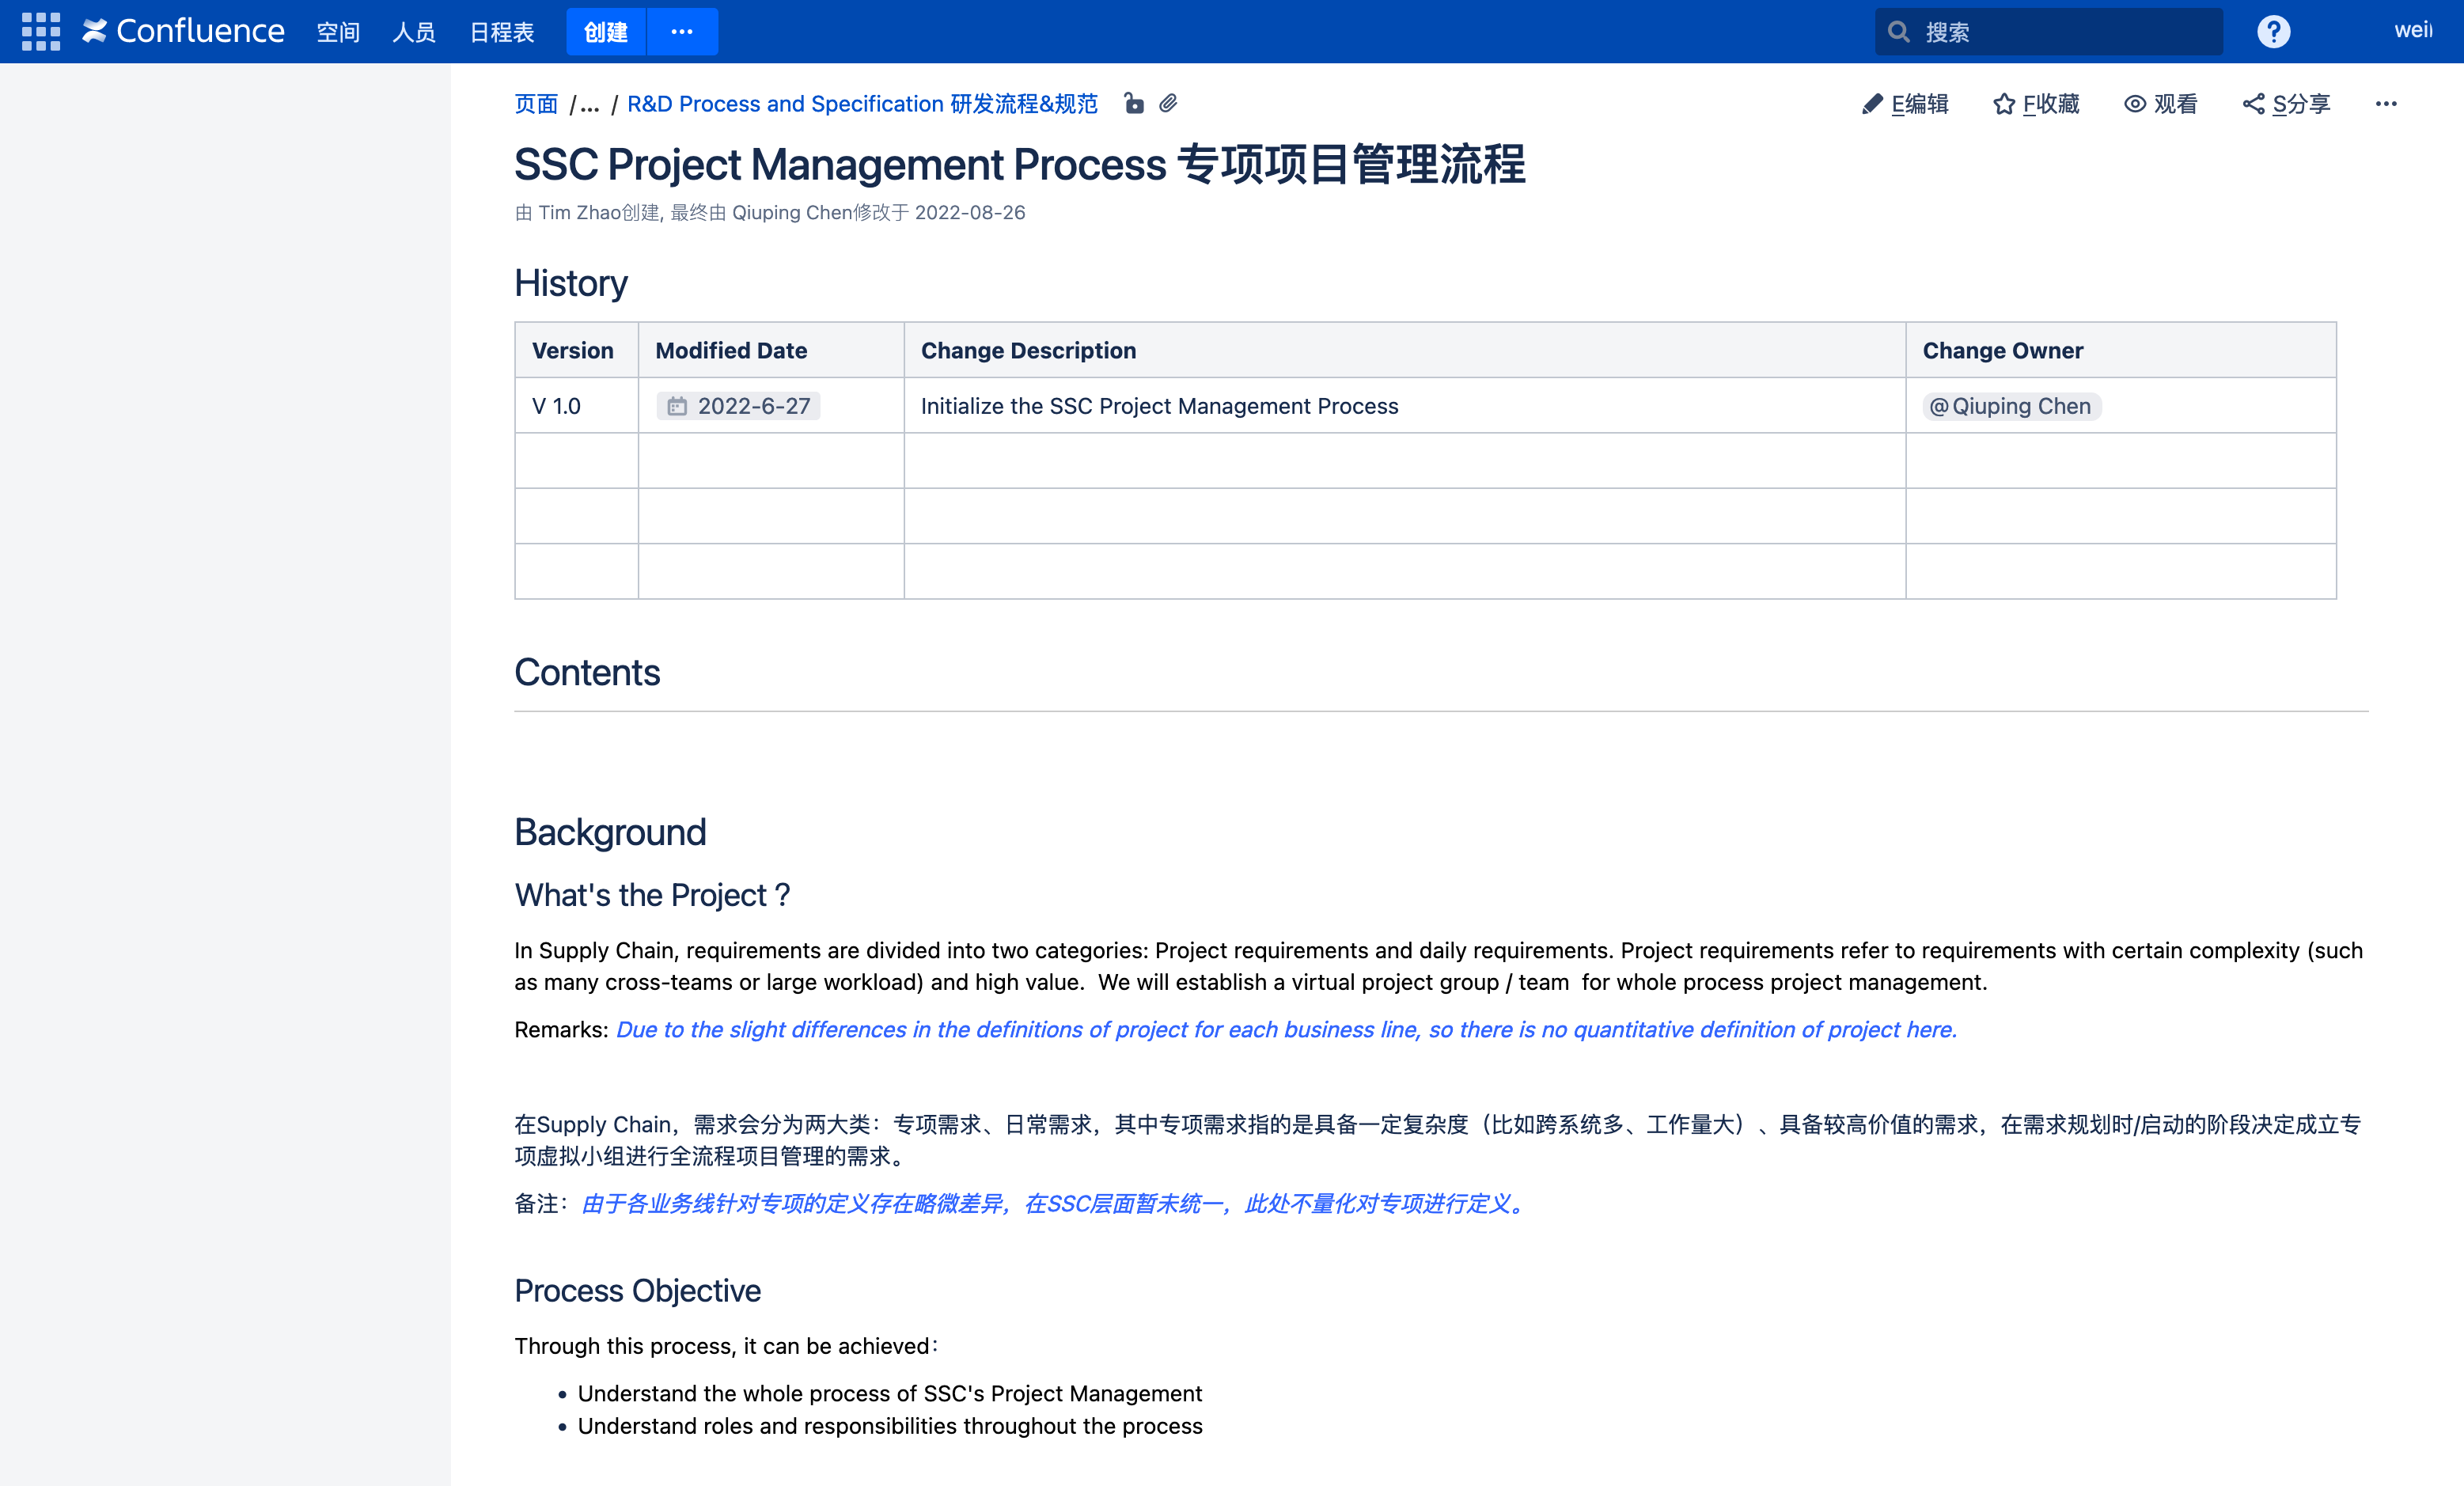 Confluence 空间 人员 日程表 创建 ··· 搜索 ?
页面 /... / R&D Process and Specification 研发流程&规范 E编辑 F收藏 观看 S分享 ···
SSC Project Management Process 专项项目管理流程
由 Tim Zhao创建, 最终由 Qiuping Chen修改于 2022-08-26
History
Version Modified Date Change Description Change Owner
V 1.0 2022-6-27 Initialize the SSC Project Management Process @Qiuping Chen
Contents
Background
What's the Project ?
In Supply Chain, requirements are divided into two categories: Project requirements and daily requirements. Project requirements refer to requirements with certain complexity (such
as many cross-teams or large workload) and high value.  We will establish a virtual project group / team  for whole process project management.
Remarks: Due to the slight differences in the definitions of project for each business line, so there is no quantitative definition of project here.
在Supply Chain，需求会分为两大类：专项需求、日常需求，其中专项需求指的是具备一定复杂度（比如跨系统多、工作量大）、具备较高价值的需求，在需求规划时/启动的阶段决定成立专
项虚拟小组进行全流程项目管理的需求。
备注：由于各业务线针对专项的定义存在略微差异，在SSC层面暂未统一，此处不量化对专项进行定义。
Process Objective
Through this process, it can be achieved：
• Understand the whole process of SSC's Project Management
• Understand roles and responsibilities throughout the process